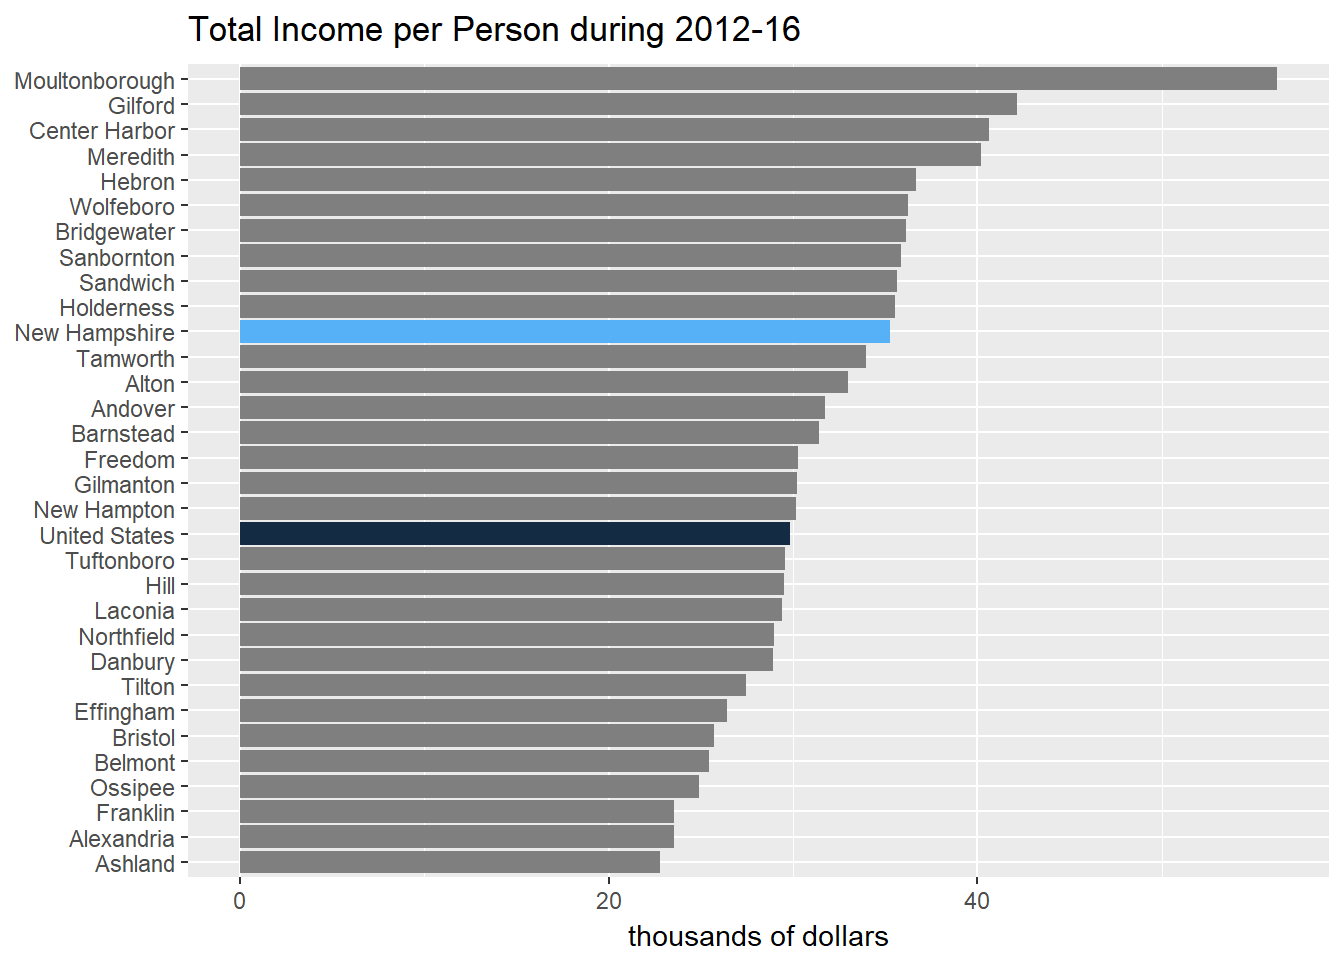 Total Income per Person during 2012-16
Moultonborough
Gilford
Center Harbor
Meredith
Hebron
Wolfeboro
Bridgewater
Sanbornton
Sandwich
Holderness
New Hampshire
Tamworth
Alton
Andover
Barnstead
Freedom
Gilmanton
New Hampton
United States
Tuftonboro
Hill
Laconia
Northfield
Danbury
Tilton
Effingham
Bristol
Belmont
Ossipee
Franklin
Alexandria
Ashland
0 20 40
thousands of dollars